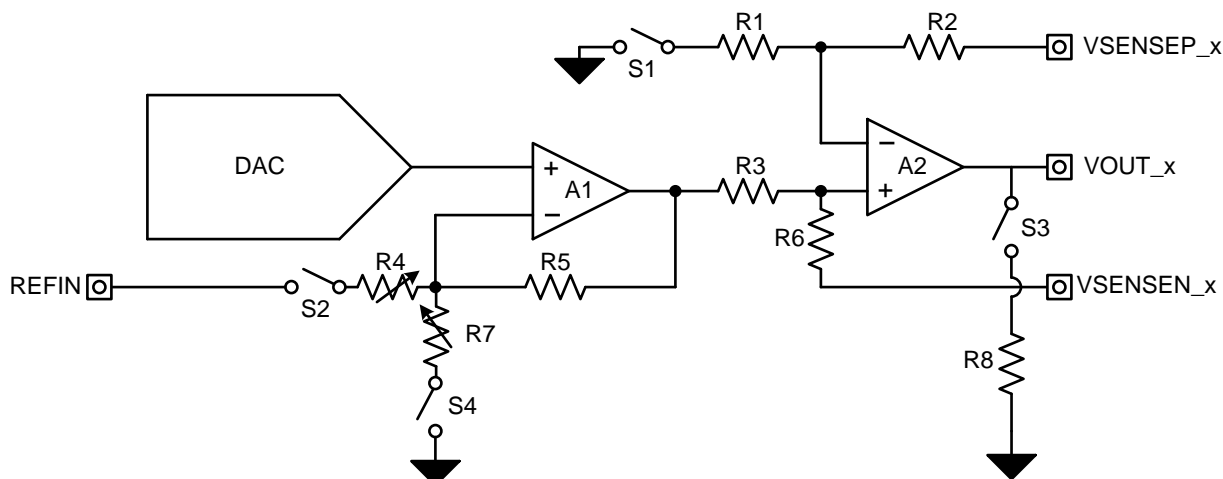 R1
R2
VSENSEP_x
S1
DAC
+
−
A1
R3
−
+
A2
VOUT_x
R6
S3
REFIN
S2
R4
R5
VSENSEN_x
R7
R8
S4